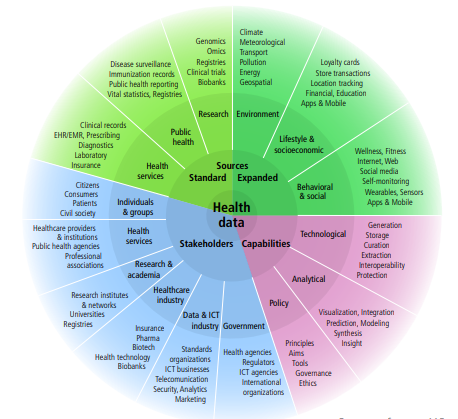 Climate
Meteorological
Transport
Pollution
Energy
Geospatial
Genomics
Omics
Registries
Clinical trials
Biobanks
Loyalty cards
Store transactions
Location tracking
Financial, Education
Apps & Mobile
Disease surveillance
Immunization records
Public health reporting
Vital statistics, Registries
Research
Environment
Public
health
Lifestyle &
socioeconomic
Clinical records
EHR/EMR, Prescribing
Diagnostics
Laboratory
Insurance
Health
services
Sources
Standard
Expanded
Behavioral
& social
Wellness, Fitness
Internet, Web
Social media
Self-monitoring
Wearables, Sensors
Apps & Mobile
Citizens
Consumers
Patients
Civil society
Individuals
& groups
Health
data
Technological
Generation
Storage
Curation
Extraction
Interoperability
Protection
Healthcare providers
& institutions
Public health agencies
Professional
associations
Health
services
Stakeholders
Capabilities
Research &
academia
Analytical
Research institutes
& networks
Universities
Registries
Healthcare
industry
Policy
Visualization, Integration
Prediction, Modeling
Synthesis
Insight
Data & ICT
industry
Government
Insurance
Pharma
Biotech
Health technology
Biobanks
Standards
organizations
ICT businesses
Telecomunication
Security, Analytics
Marketing
Health agencies
Regulators
ICT agencies
International
organizations
Principles
Aims
Tools
Governance
Ethics